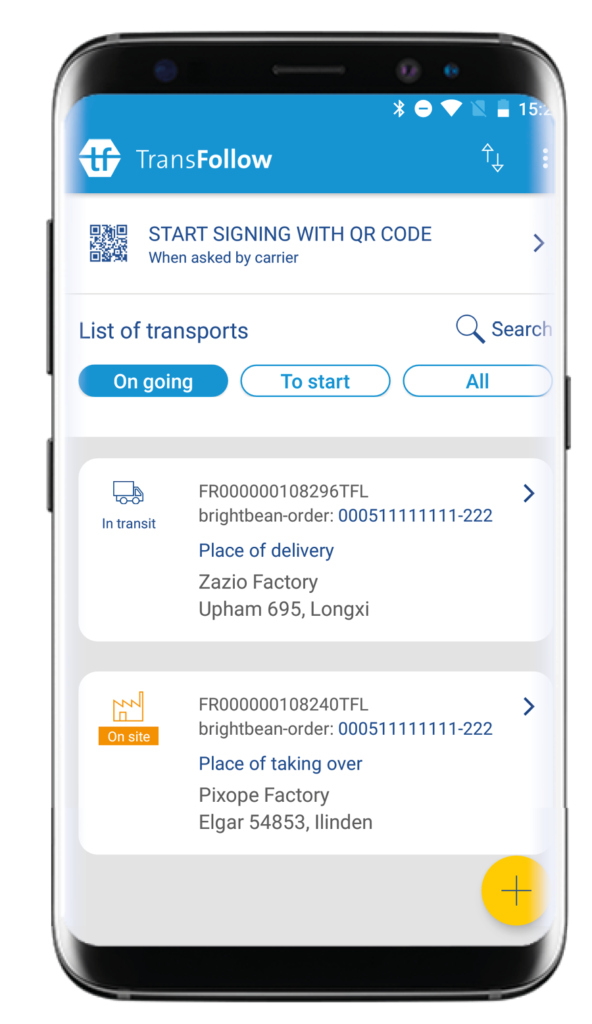 15:2
tf TransFollow
START SIGNING WITH QR CODE
When asked by carrier
List of transports
Search
On going
To start
All
FR000000108296TFL
In transit
brightbean-order: 000511111111-222
Place of delivery
Zazio Factory
Upham 695, Longxi
FR000000108240TFL
On site
brightbean-order: 000511111111-222
Place of taking over
Pixope Factory
Elgar 54853, Ilinden